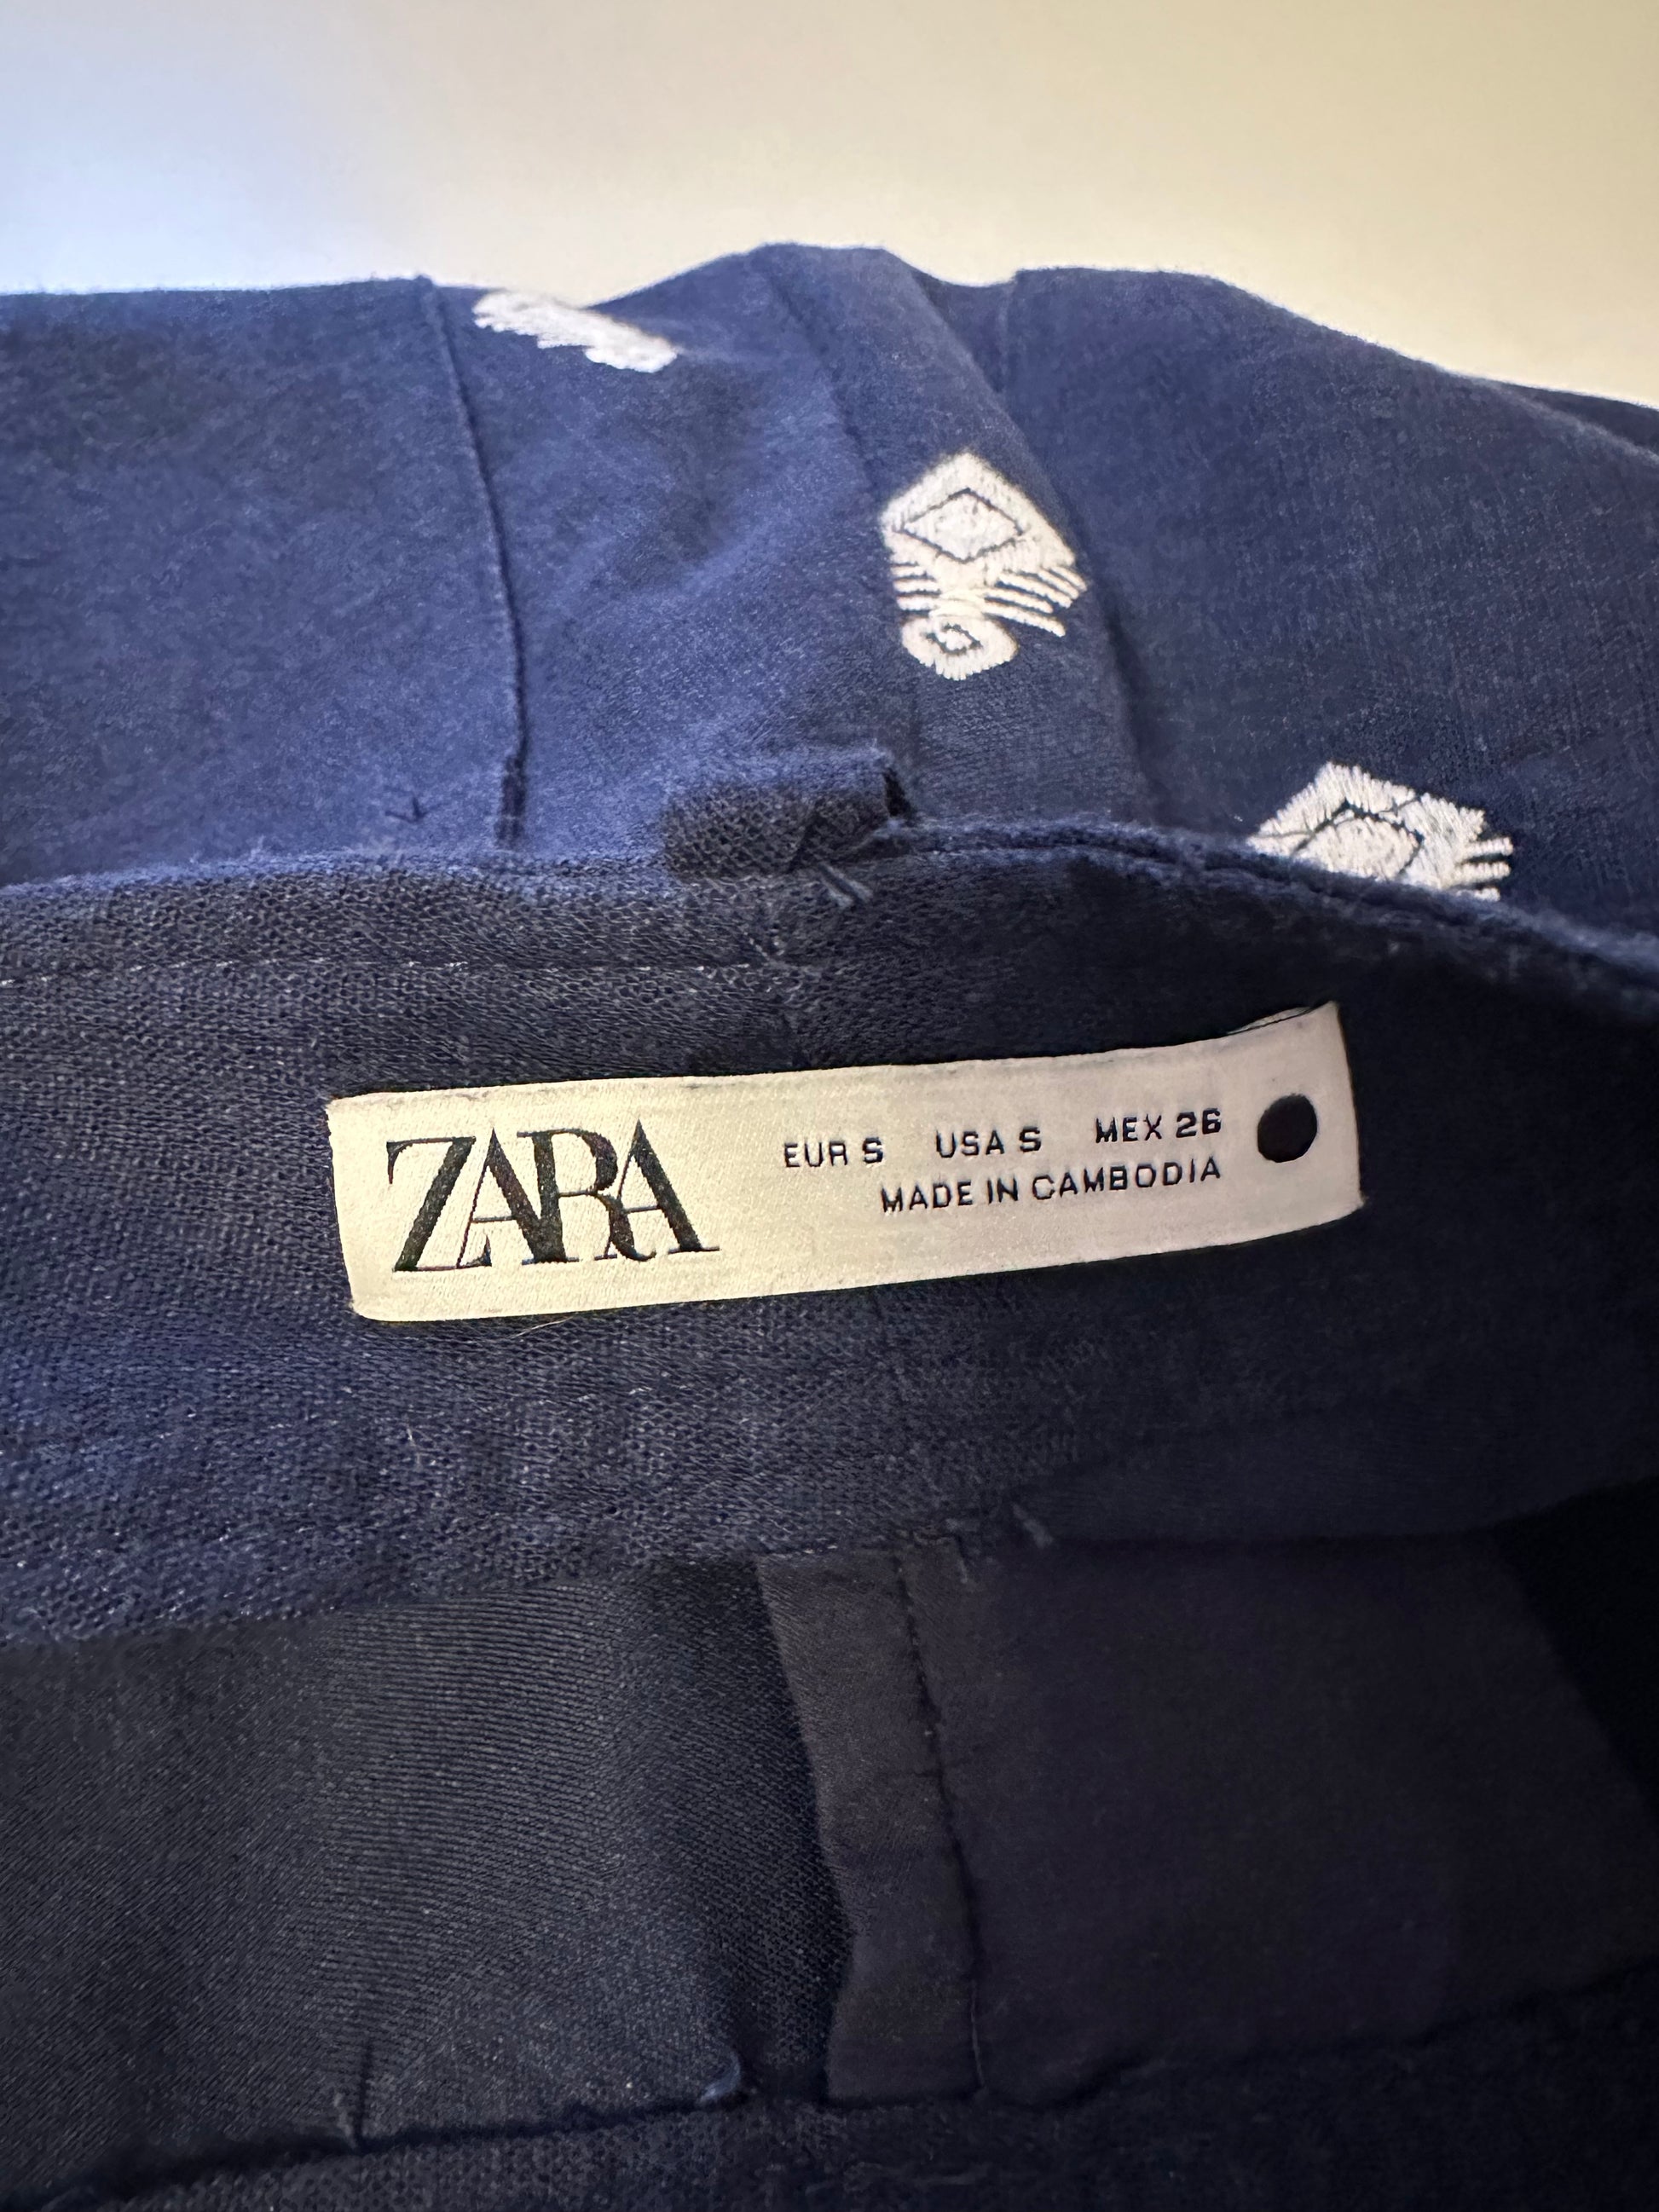 ZARA
EUR S USA S MEX 26
MADE IN CAMBODIA